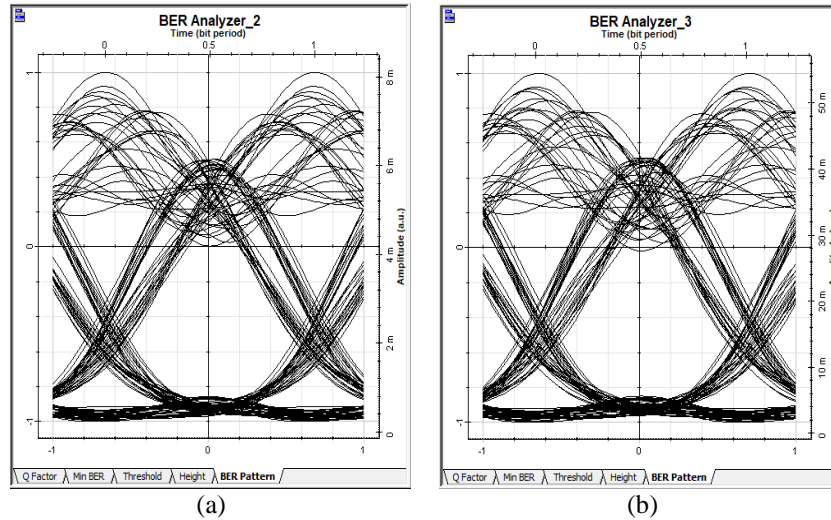 BER Analyzer_2
Time (bit period)
0 0.5 1
1
0
-1
8 m
6 m
4 m
2 m
0
Amplitude (a.u.)
-1 0 1
Q Factor Min BER Threshold Height BER Pattern
(a)
BER Analyzer_3
Time (bit period)
0 0.5 1
1
0
-1
50 m
40 m
30 m
20 m
10 m
0
-1 0 1
Q Factor Min BER Threshold Height BER Pattern
(b)